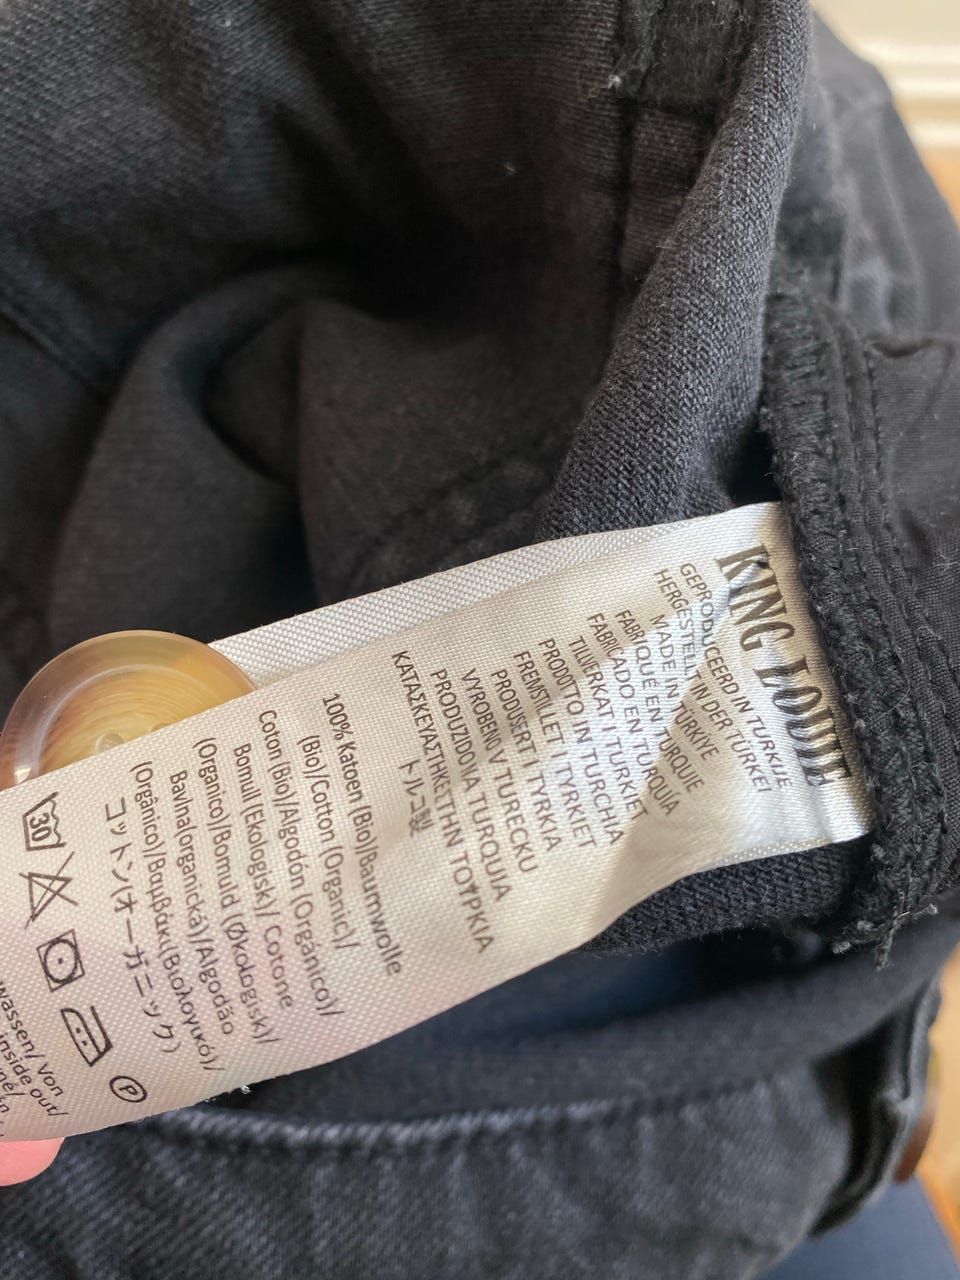 KING LOUIE
GEPRODUCEERD IN TURKIJE
HERGESTELLT IN DER TÜRKEI
MADE IN TÜRKIYE
FABRIQUÉ EN TURQUIE
FABRICADO EN TURQUÍA
TILLVERKAT I TURKIET
PRODOTTO IN TURCHIA
FREMSTILLET I TYRKIET
PRODUSERT I TYRKIA
VYROBENO V TURECKU
PRODUZIDO NA TURQUIA
ΚΑΤΑΣΚΕΥΑΣΤΗΚΕ ΤΗΝ ΤΟΥΡΚΙΑ
トルコ製
100% Katoen (Bio)/Baumwolle
(Bio)/Cotton (Organic)/
Coton (Bio)/Algodón (Orgánico)/
Bomull (Ekologisk)/ Cotone
(Organico)/Bomuld (Økologisk)/
Bavlna(organická)/Algodão
(Orgânico)/Βαμβάκι(Βιολογικό)/
コットン(オーガニック)
30
P
wassen/ Von
inside out/